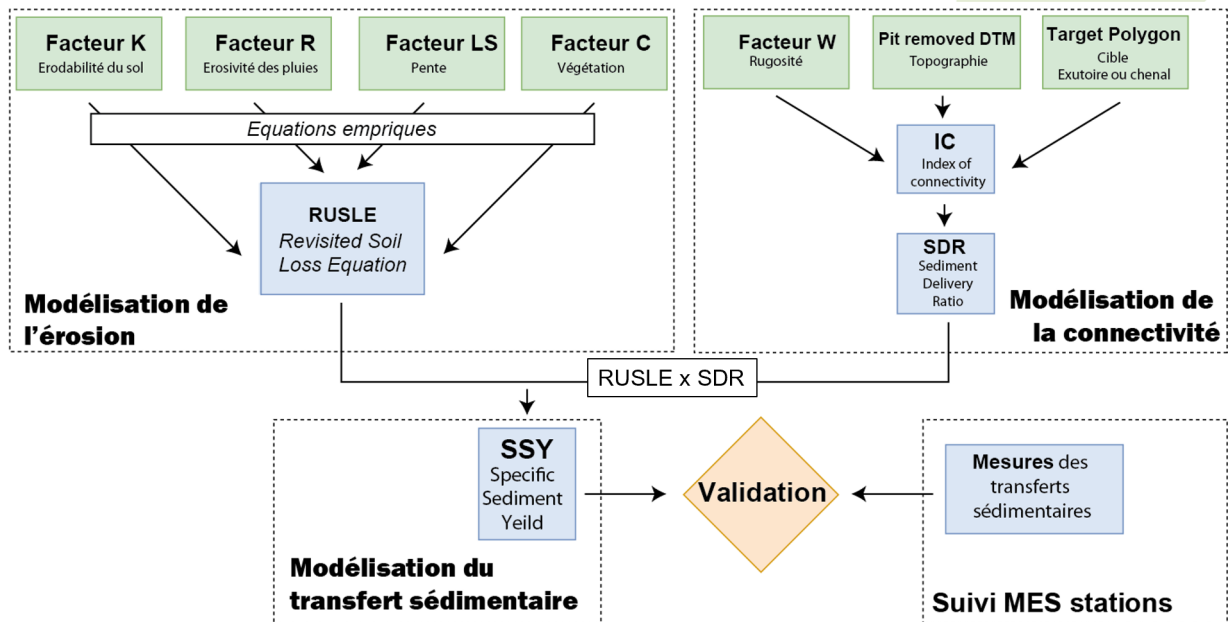 Facteur K
Erodabilité du sol
Facteur R
Erosivité des pluies
Facteur LS
Pente
Facteur C
Végétation
Equations empriques
RUSLE
Revisited Soil
Loss Equation
Modélisation de
l'érosion
Facteur W
Rugosité
Pit removed DTM
Topographie
Target Polygon
Cible
Exutoire ou chenal
IC
Index of
connectivity
SDR
Sediment
Delivery
Ratio
Modélisation de
la connectivité
RUSLE x SDR
SSY
Specific
Sediment
Yeild
Modélisation du
transfert sédimentaire
Validation
Mesures des
transferts
sédimentaires
Suivi MES stations